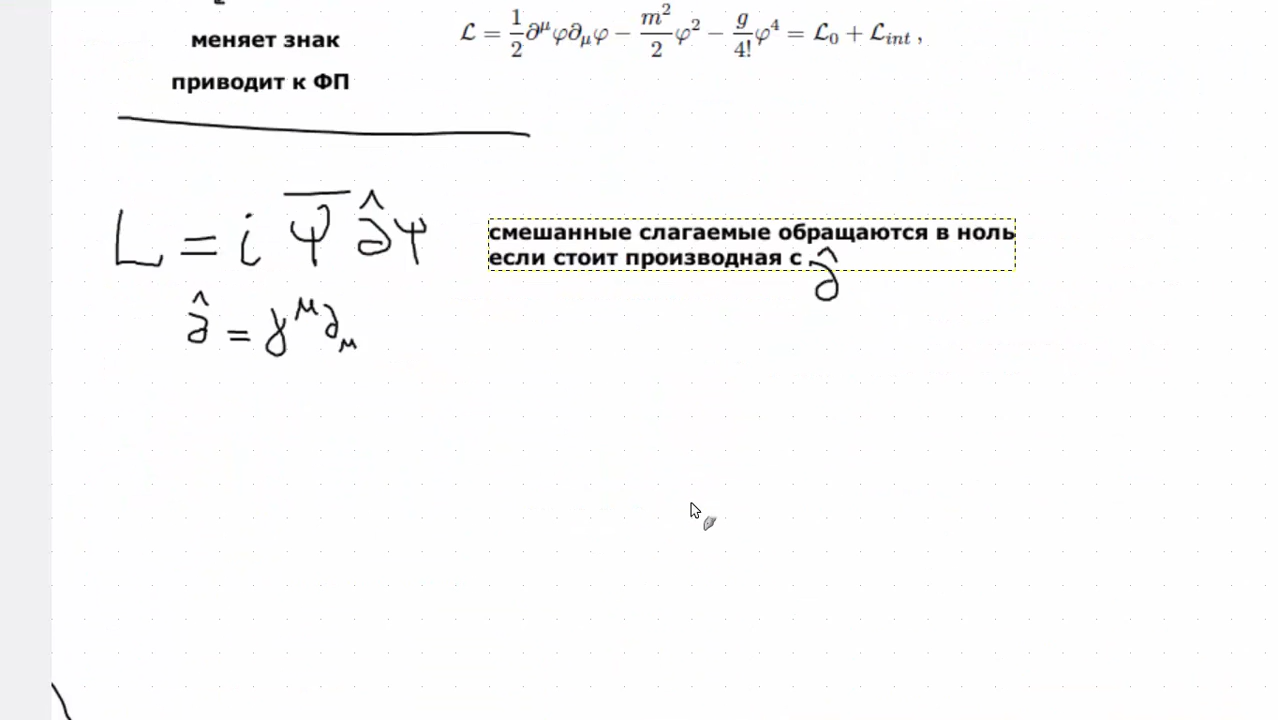 меняет знак
приводит к ФП
ℒ = 1/2 ∂^μφ∂_μφ − m²/2 φ² − g/4! φ⁴ = ℒ₀ + ℒ_int ,
L = i ψ̅ ∂̂ ψ
смешанные слагаемые обращаются в ноль
если стоит производная с ∂̂
∂̂ = γ^μ ∂_μ